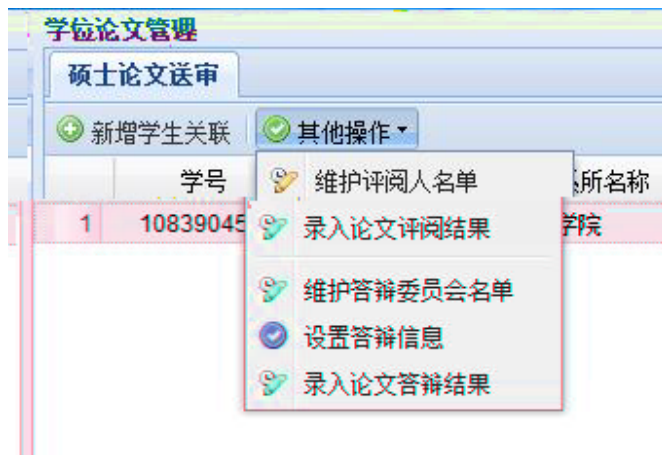 学位论文管理
硕士论文送审
新增学生关联 其他操作
学号 所名称
1 10839045 学院
维护评阅人名单
录入论文评阅结果
维护答辩委员会名单
设置答辩信息
录入论文答辩结果